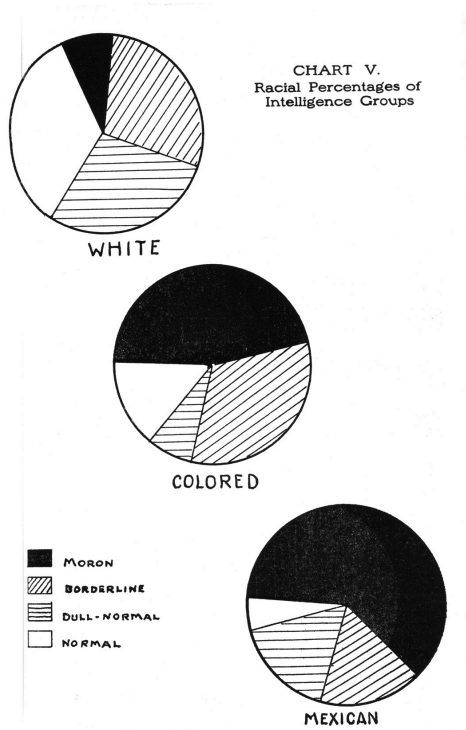 CHART V.
Racial Percentages of
Intelligence Groups
WHITE
COLORED
MORON
BORDERLINE
DULL-NORMAL
NORMAL
MEXICAN